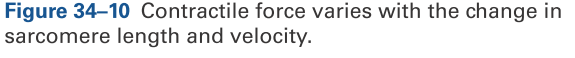 Figure 34–10 Contractile force varies with the change in
sarcomere length and velocity.